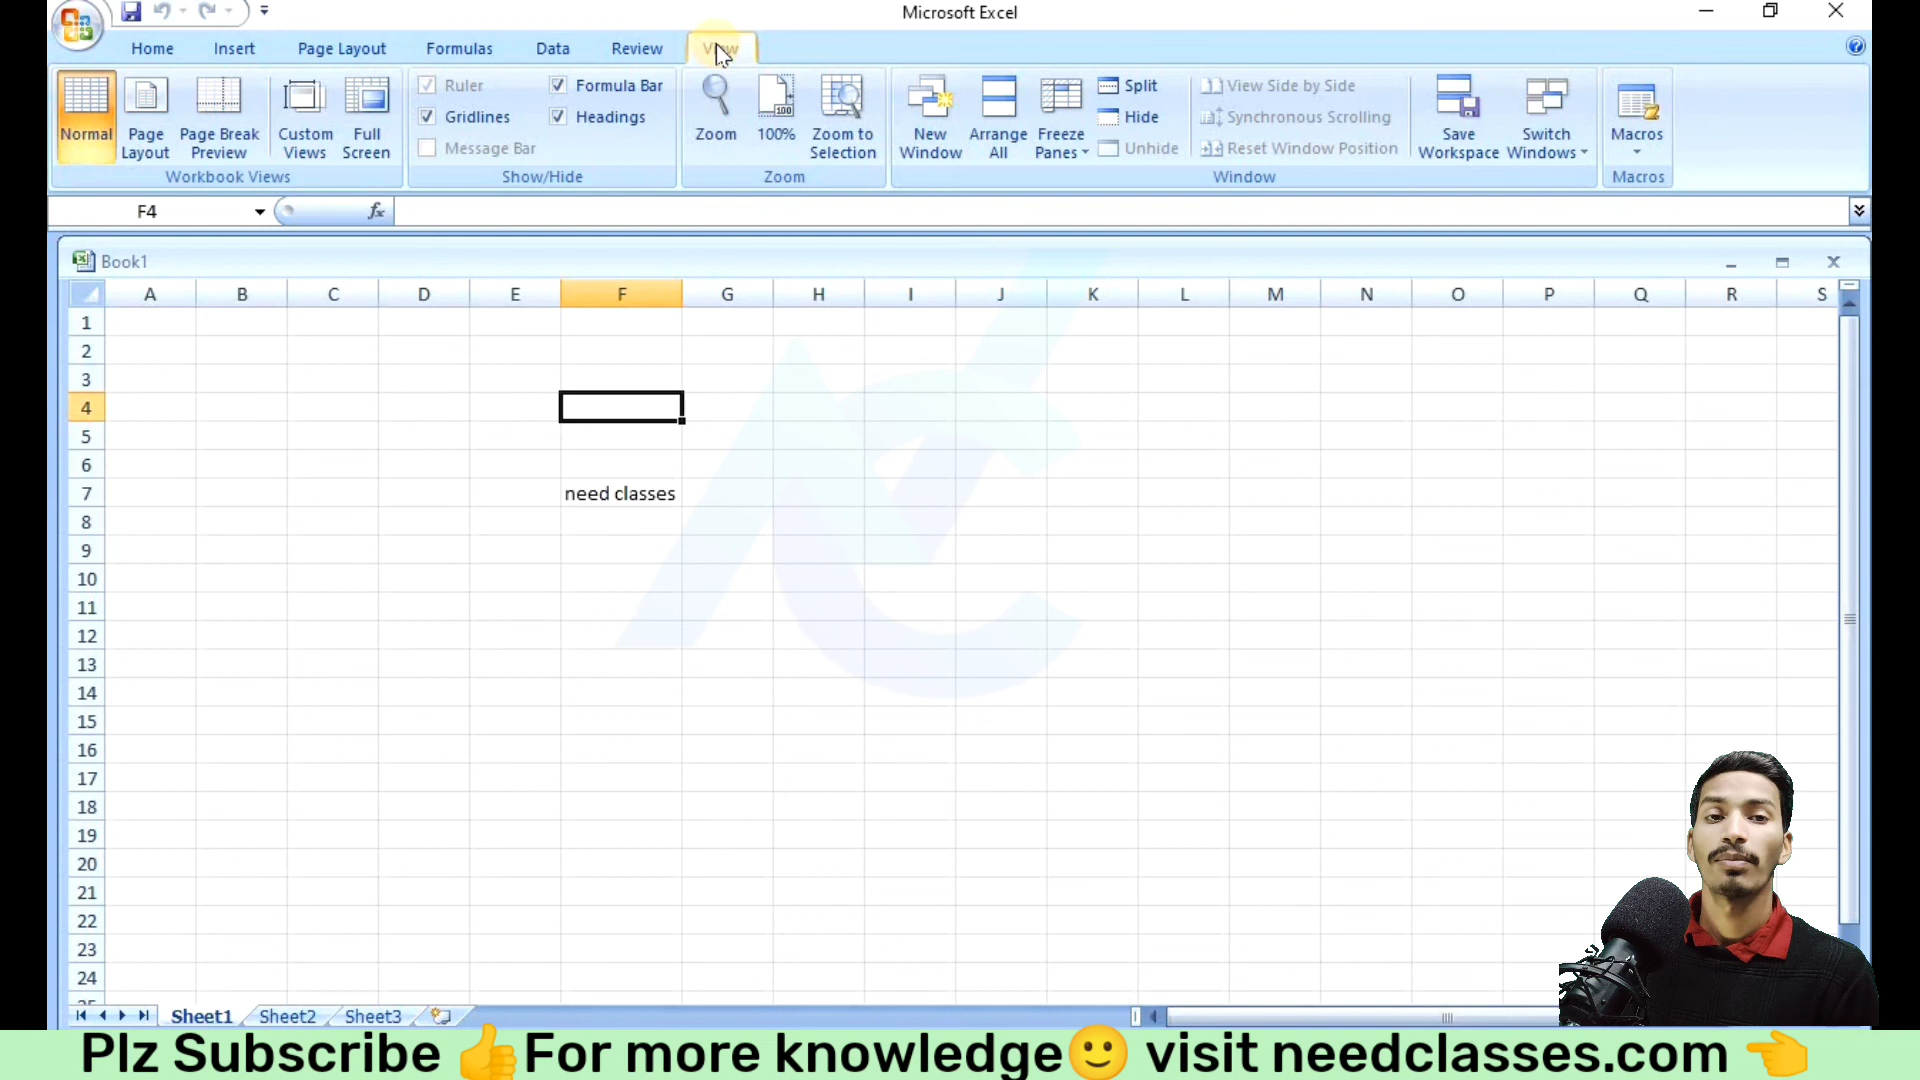 Microsoft Excel
Home Insert Page Layout Formulas Data Review View
Normal Page Layout Page Break Preview Custom Views Full Screen
Workbook Views
Ruler Formula Bar
Gridlines Headings
Message Bar
Show/Hide
Zoom 100% Zoom to Selection
Zoom
New Window Arrange All Freeze Panes
Split
Hide
Unhide
View Side by Side
Synchronous Scrolling
Reset Window Position
Save Workspace Switch Windows
Window
Macros
Macros
F4 fx
Book1
A B C D E F G H I J K L M N O P Q R S
1
2
3
4
5
6
7 need classes
8
9
10
11
12
13
14
15
16
17
18
19
20
21
22
23
24
25
Sheet1 Sheet2 Sheet3
Plz Subscribe 👍For more knowledge🙂 visit needclasses.com 👈